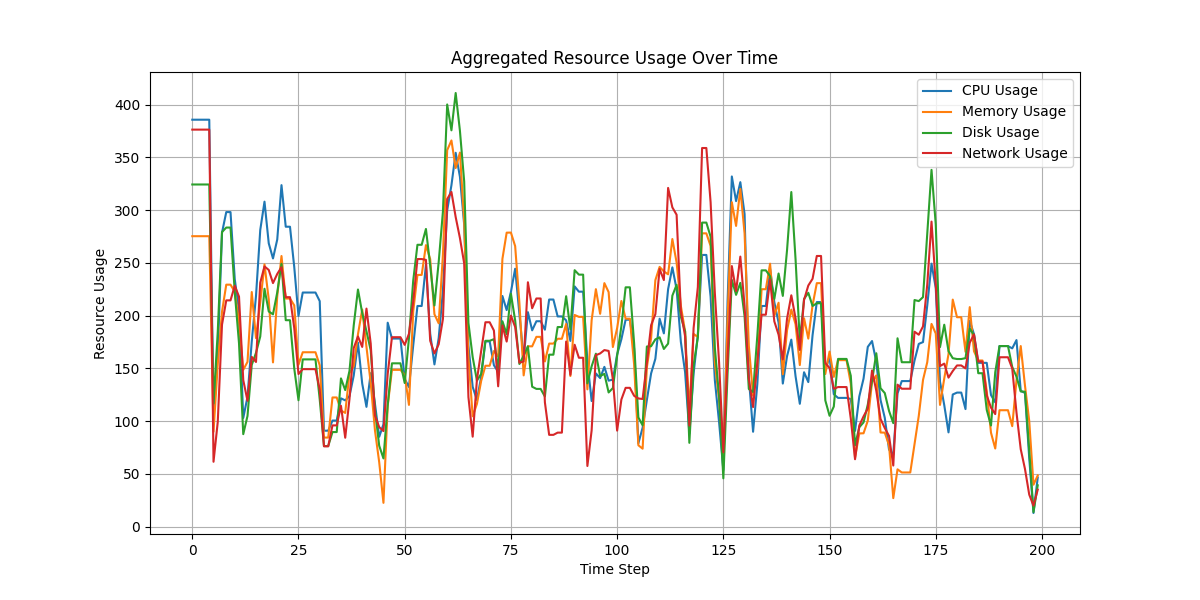 Aggregated Resource Usage Over Time
CPU Usage
Memory Usage
Disk Usage
Network Usage
Resource Usage
400
350
300
250
200
150
100
50
0
0 25 50 75 100 125 150 175 200
Time Step